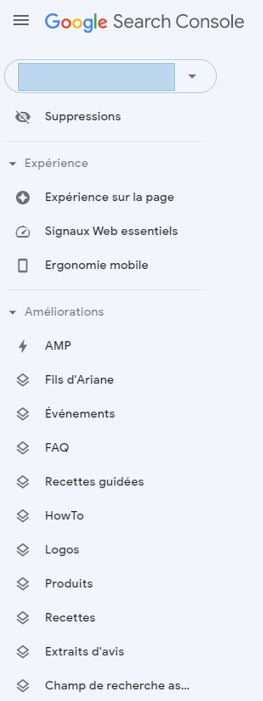 Google Search Console
Suppressions
Expérience
Expérience sur la page
Signaux Web essentiels
Ergonomie mobile
Améliorations
AMP
Fils d'Ariane
Événements
FAQ
Recettes guidées
HowTo
Logos
Produits
Recettes
Extraits d'avis
Champ de recherche as...